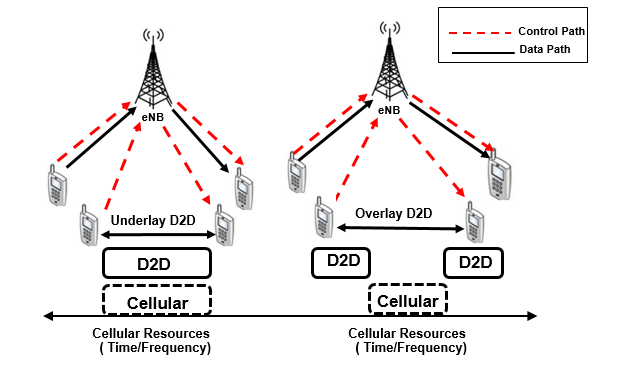 Control Path
Data Path
eNB
eNB
Underlay D2D
Overlay D2D
D2D
D2D
D2D
Cellular
Cellular
Cellular Resources
( Time/Frequency)
Cellular Resources
( Time/Frequency)